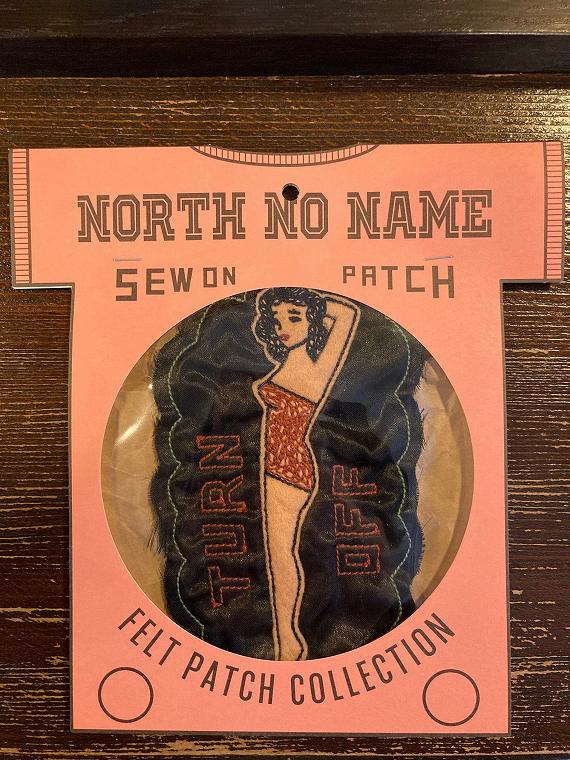 NORTH NO NAME
SEW ON PATCH
TURN OFF
FELT PATCH COLLECTION